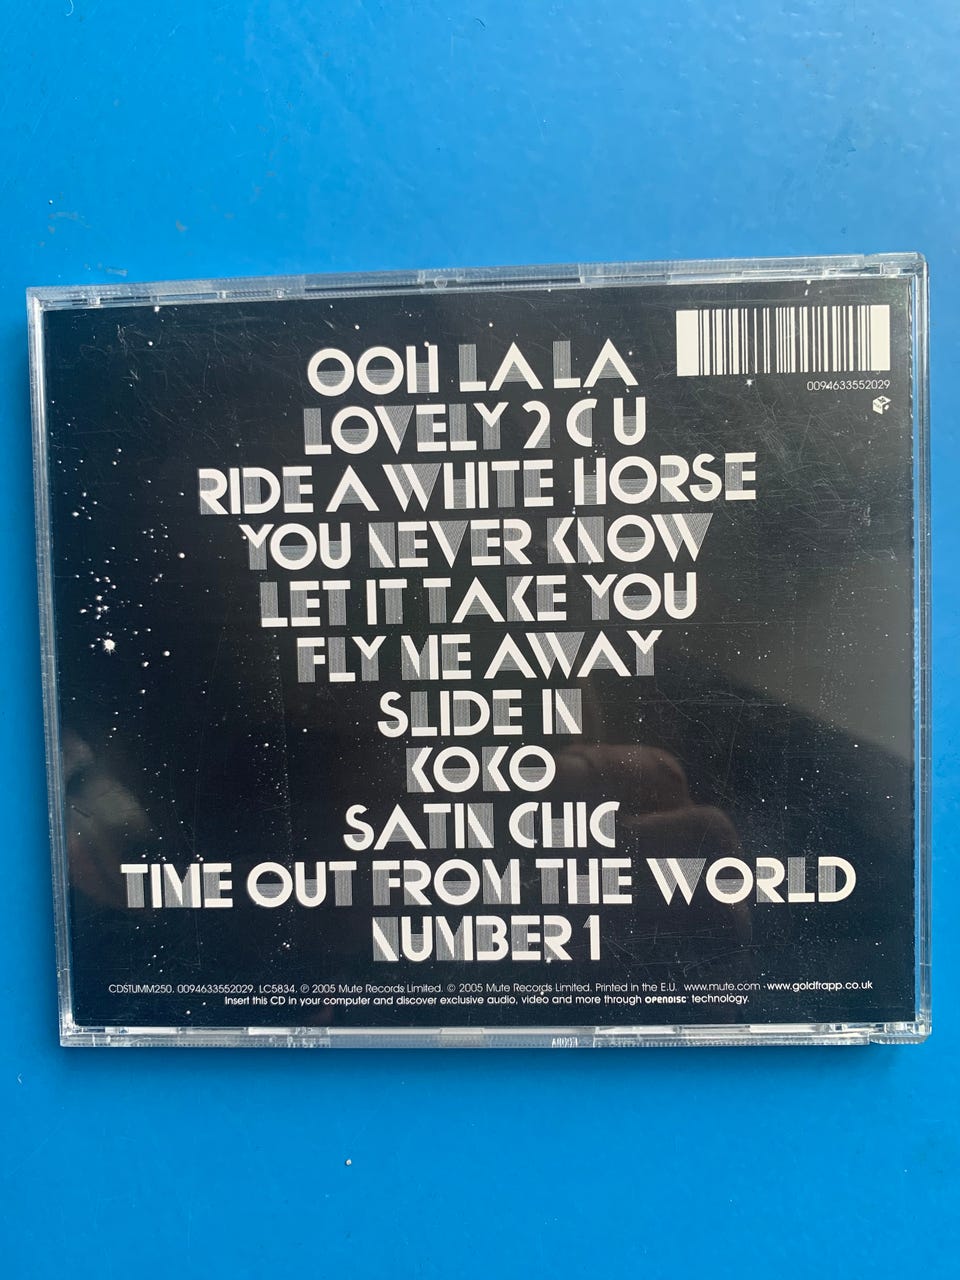 0094633552029
OOH LA LA
LOVELY 2 C U
RIDE A WHITE HORSE
YOU NEVER KNOW
LET IT TAKE YOU
FLY ME AWAY
SLIDE IN
KOKO
SATIN CHIC
TIME OUT FROM THE WORLD
NUMBER 1
CDSTUMM250. 0094633552029. LC5834. ℗ 2005 Mute Records Limited. © 2005 Mute Records Limited. Printed in the E.U. www.mute.com · www.goldfrapp.co.uk
Insert this CD in your computer and discover exclusive audio, video and more through OPENDISC™ technology.